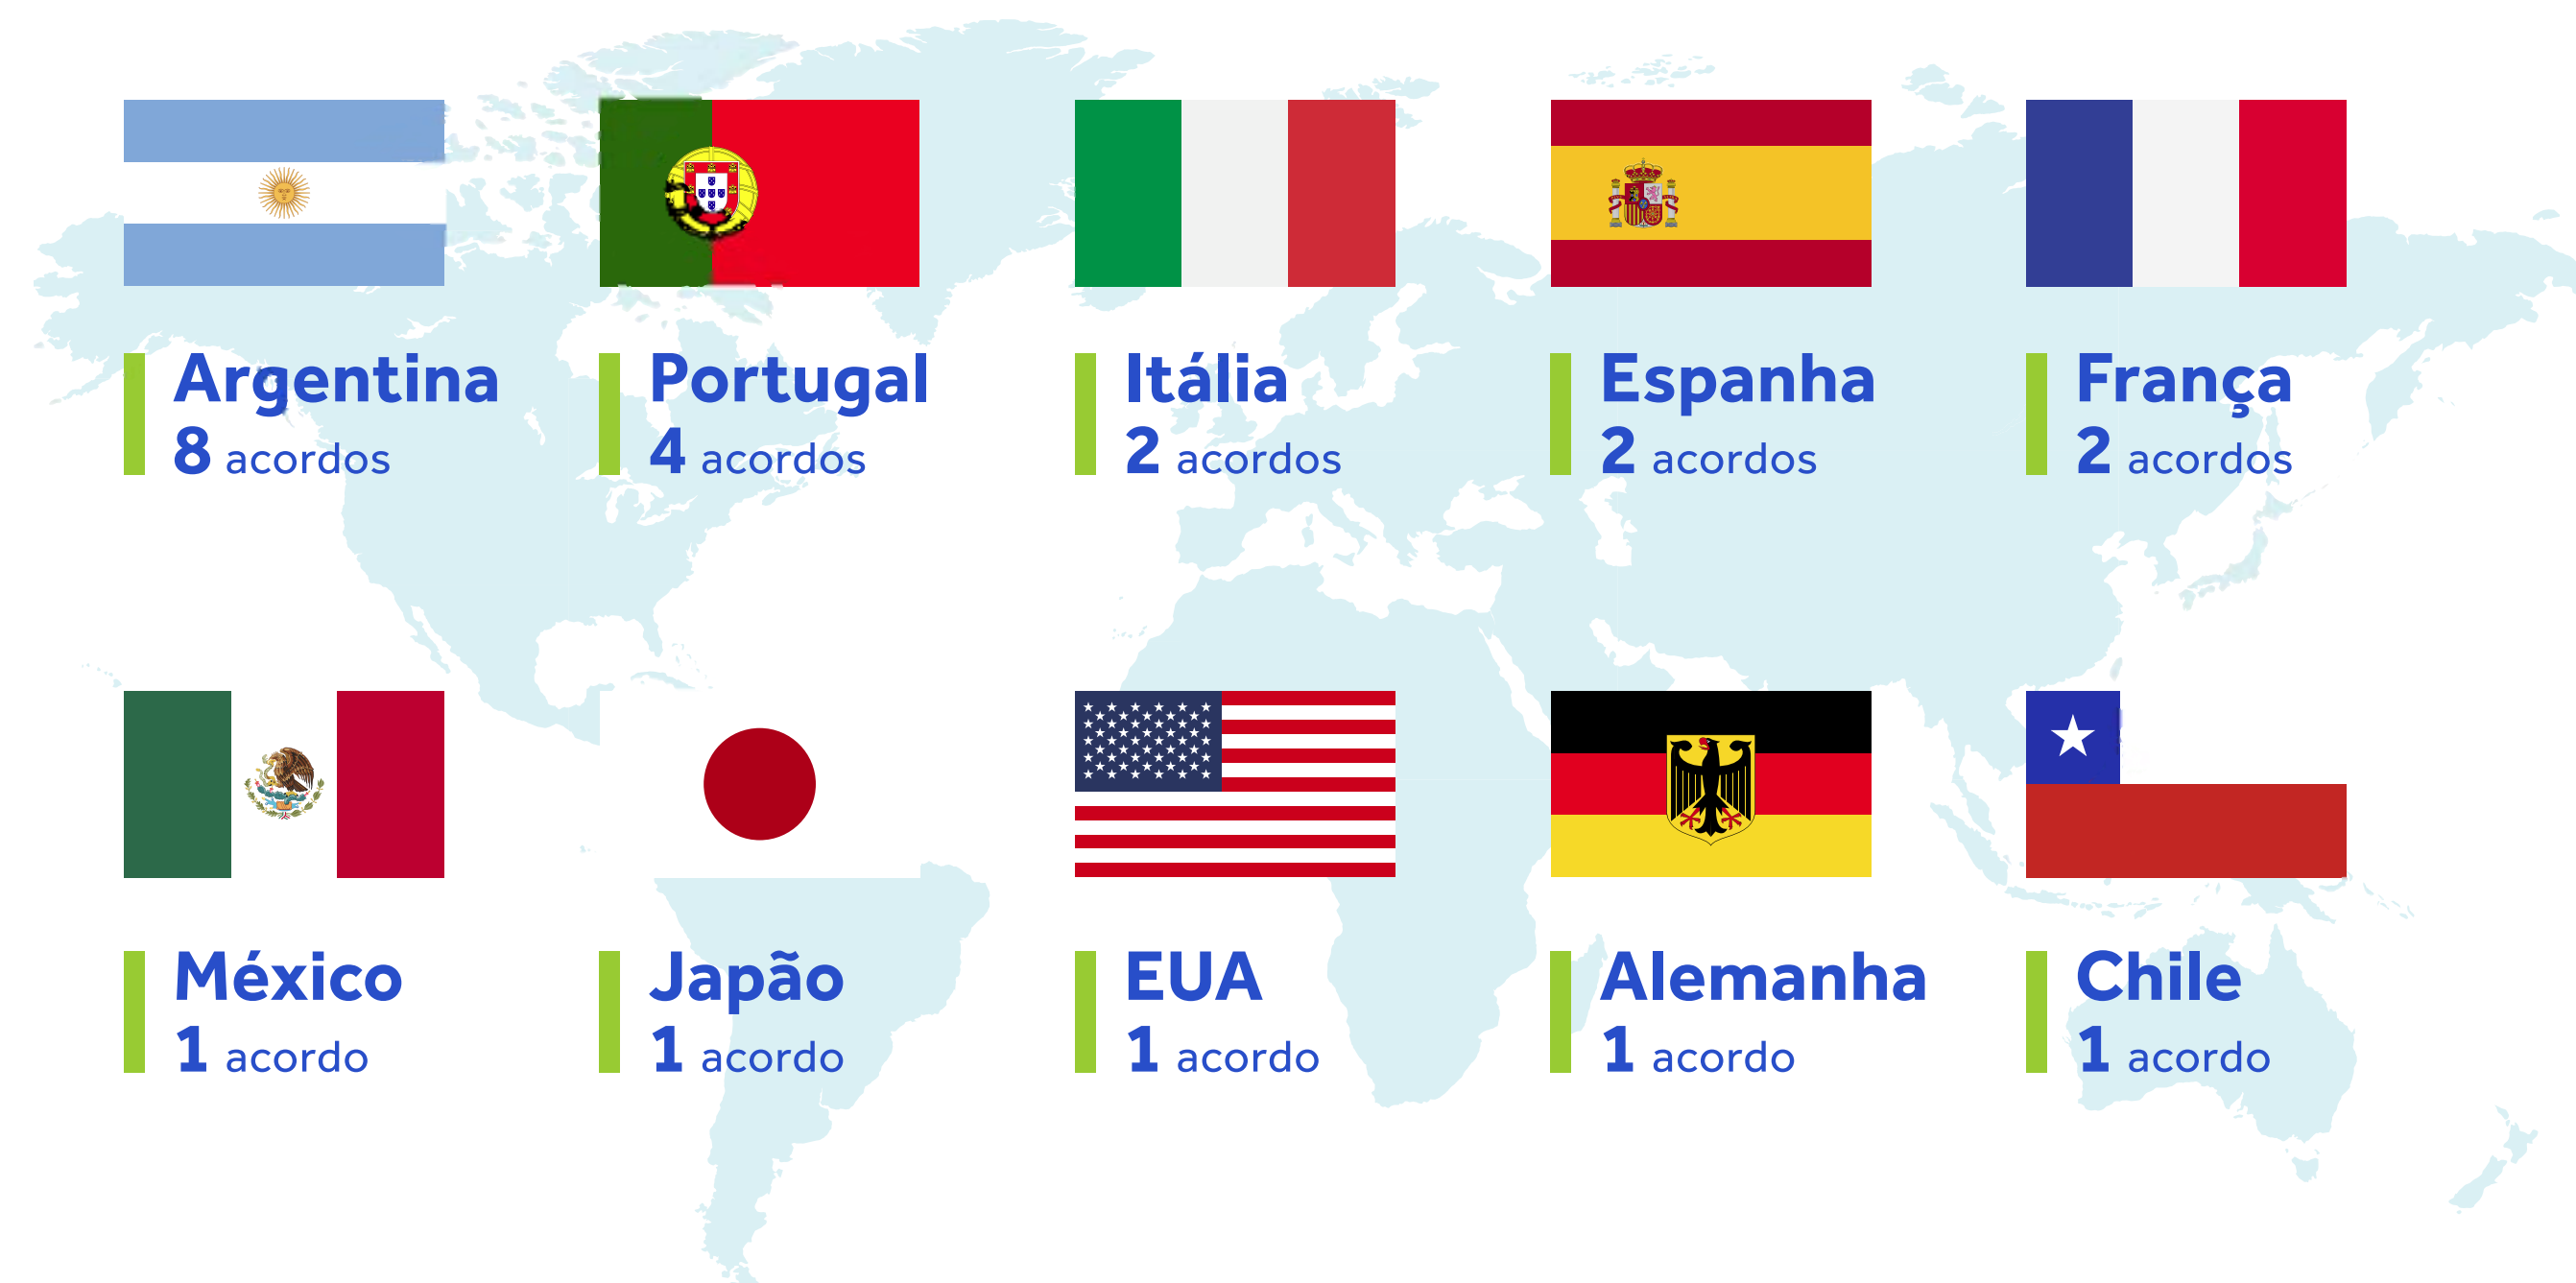 Argentina
8 acordos
Portugal
4 acordos
Itália
2 acordos
Espanha
2 acordos
França
2 acordos
México
1 acordo
Japão
1 acordo
EUA
1 acordo
Alemanha
1 acordo
Chile
1 acordo